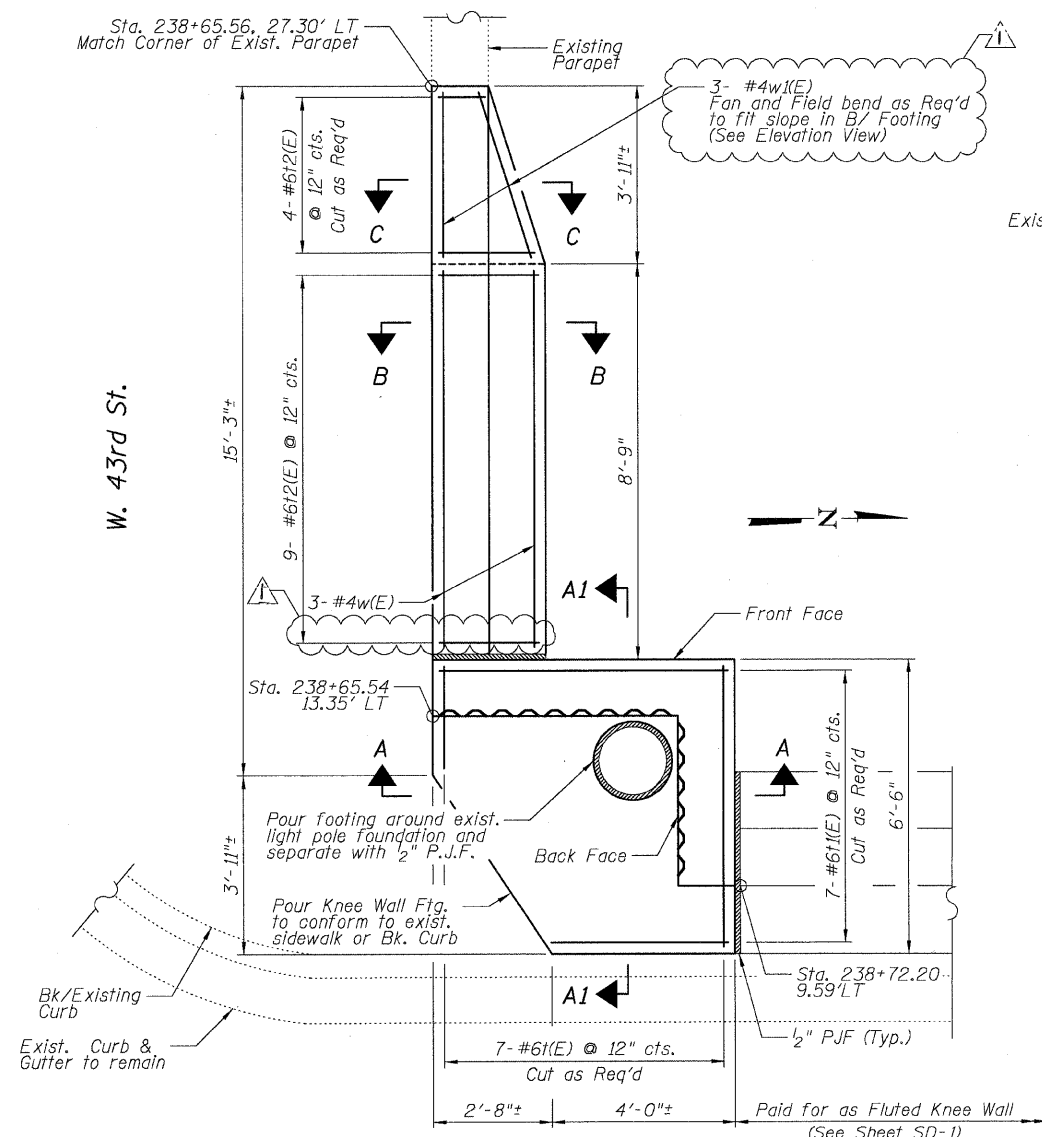 Sta. 238+65.56, 27.30' LT
Match Corner of Exist. Parapet
Existing
Parapet
1
3- #4w1(E)
Fan and Field bend as Req'd
to fit slope in B/ Footing
(See Elevation View)
4- #6t2(E)
@ 12" cts.
Cut as Req'd
3'-11"±
C
C
B
B
W. 43rd St.
15'-3"±
9- #6t2(E) @ 12" cts.
8'-9"
N
1
3- #4w(E)
A1
Front Face
Sta. 238+65.54
13.35' LT
A
A
7- #6t1(E) @ 12" cts.
Cut as Req'd
6'-6"
Pour footing around exist.
light pole foundation and
separate with 1/2" P.J.F.
Back Face
3'-11"±
Pour Knee Wall Ftg.
to conform to exist.
sidewalk or Bk. Curb
Bk/Existing
Curb
Exist. Curb &
Gutter to remain
A1
Sta. 238+72.20
9.59'LT
1/2" PJF (Typ.)
7- #6t(E) @ 12" cts.
Cut as Req'd
2'-8"±
4'-0"±
Paid for as Fluted Knee Wall
(See Sheet SD-1)